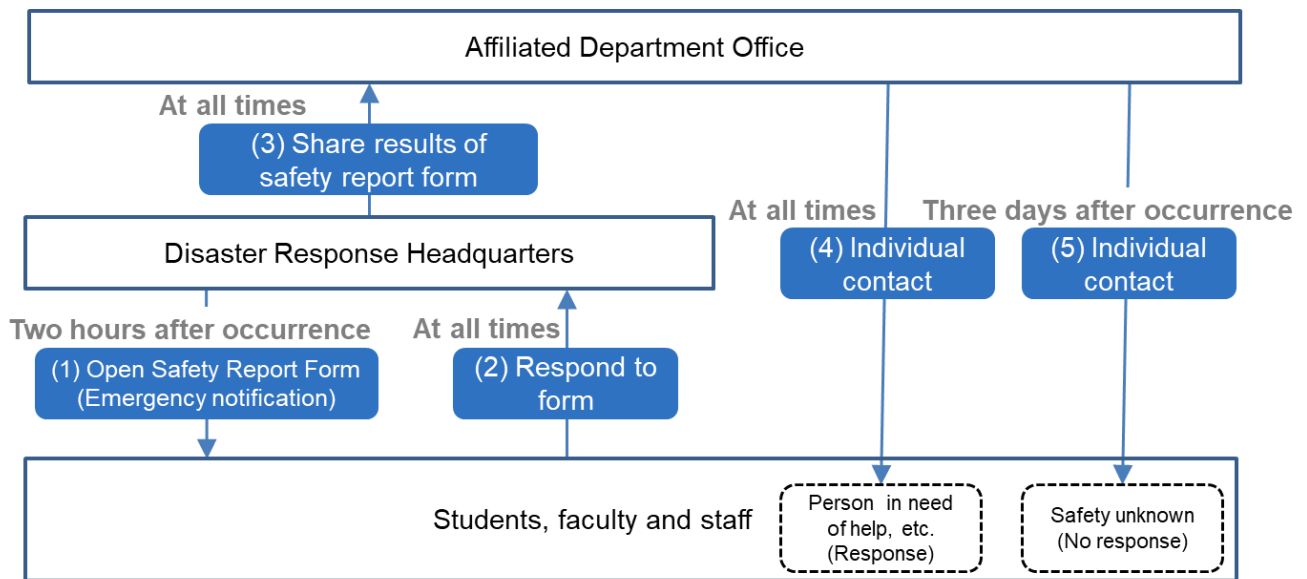 Affiliated Department Office
At all times
(3) Share results of
safety report form
At all times
Three days after occurrence
(4) Individual
contact
(5) Individual
contact
Disaster Response Headquarters
Two hours after occurrence
At all times
(1) Open Safety Report Form
(Emergency notification)
(2) Respond to
form
Students, faculty and staff
Person in need
of help, etc.
(Response)
Safety unknown
(No response)